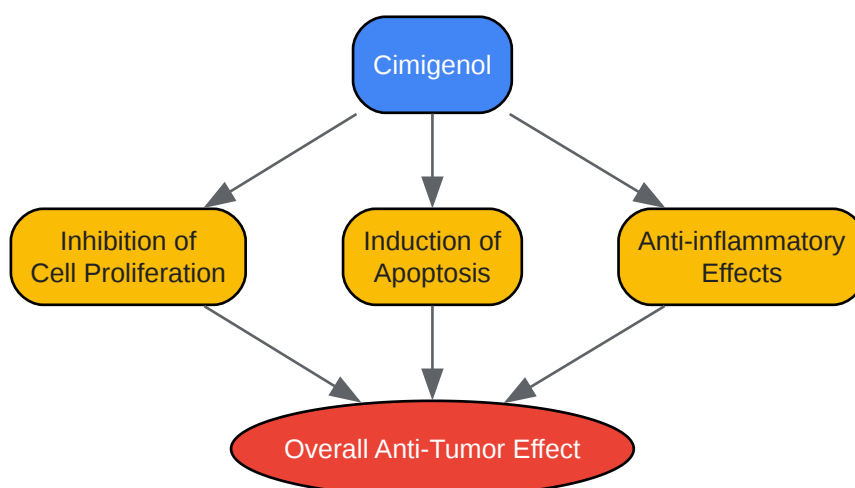 Cimigenol
Inhibition of
Cell Proliferation
Induction of
Apoptosis
Anti-inflammatory
Effects
Overall Anti-Tumor Effect